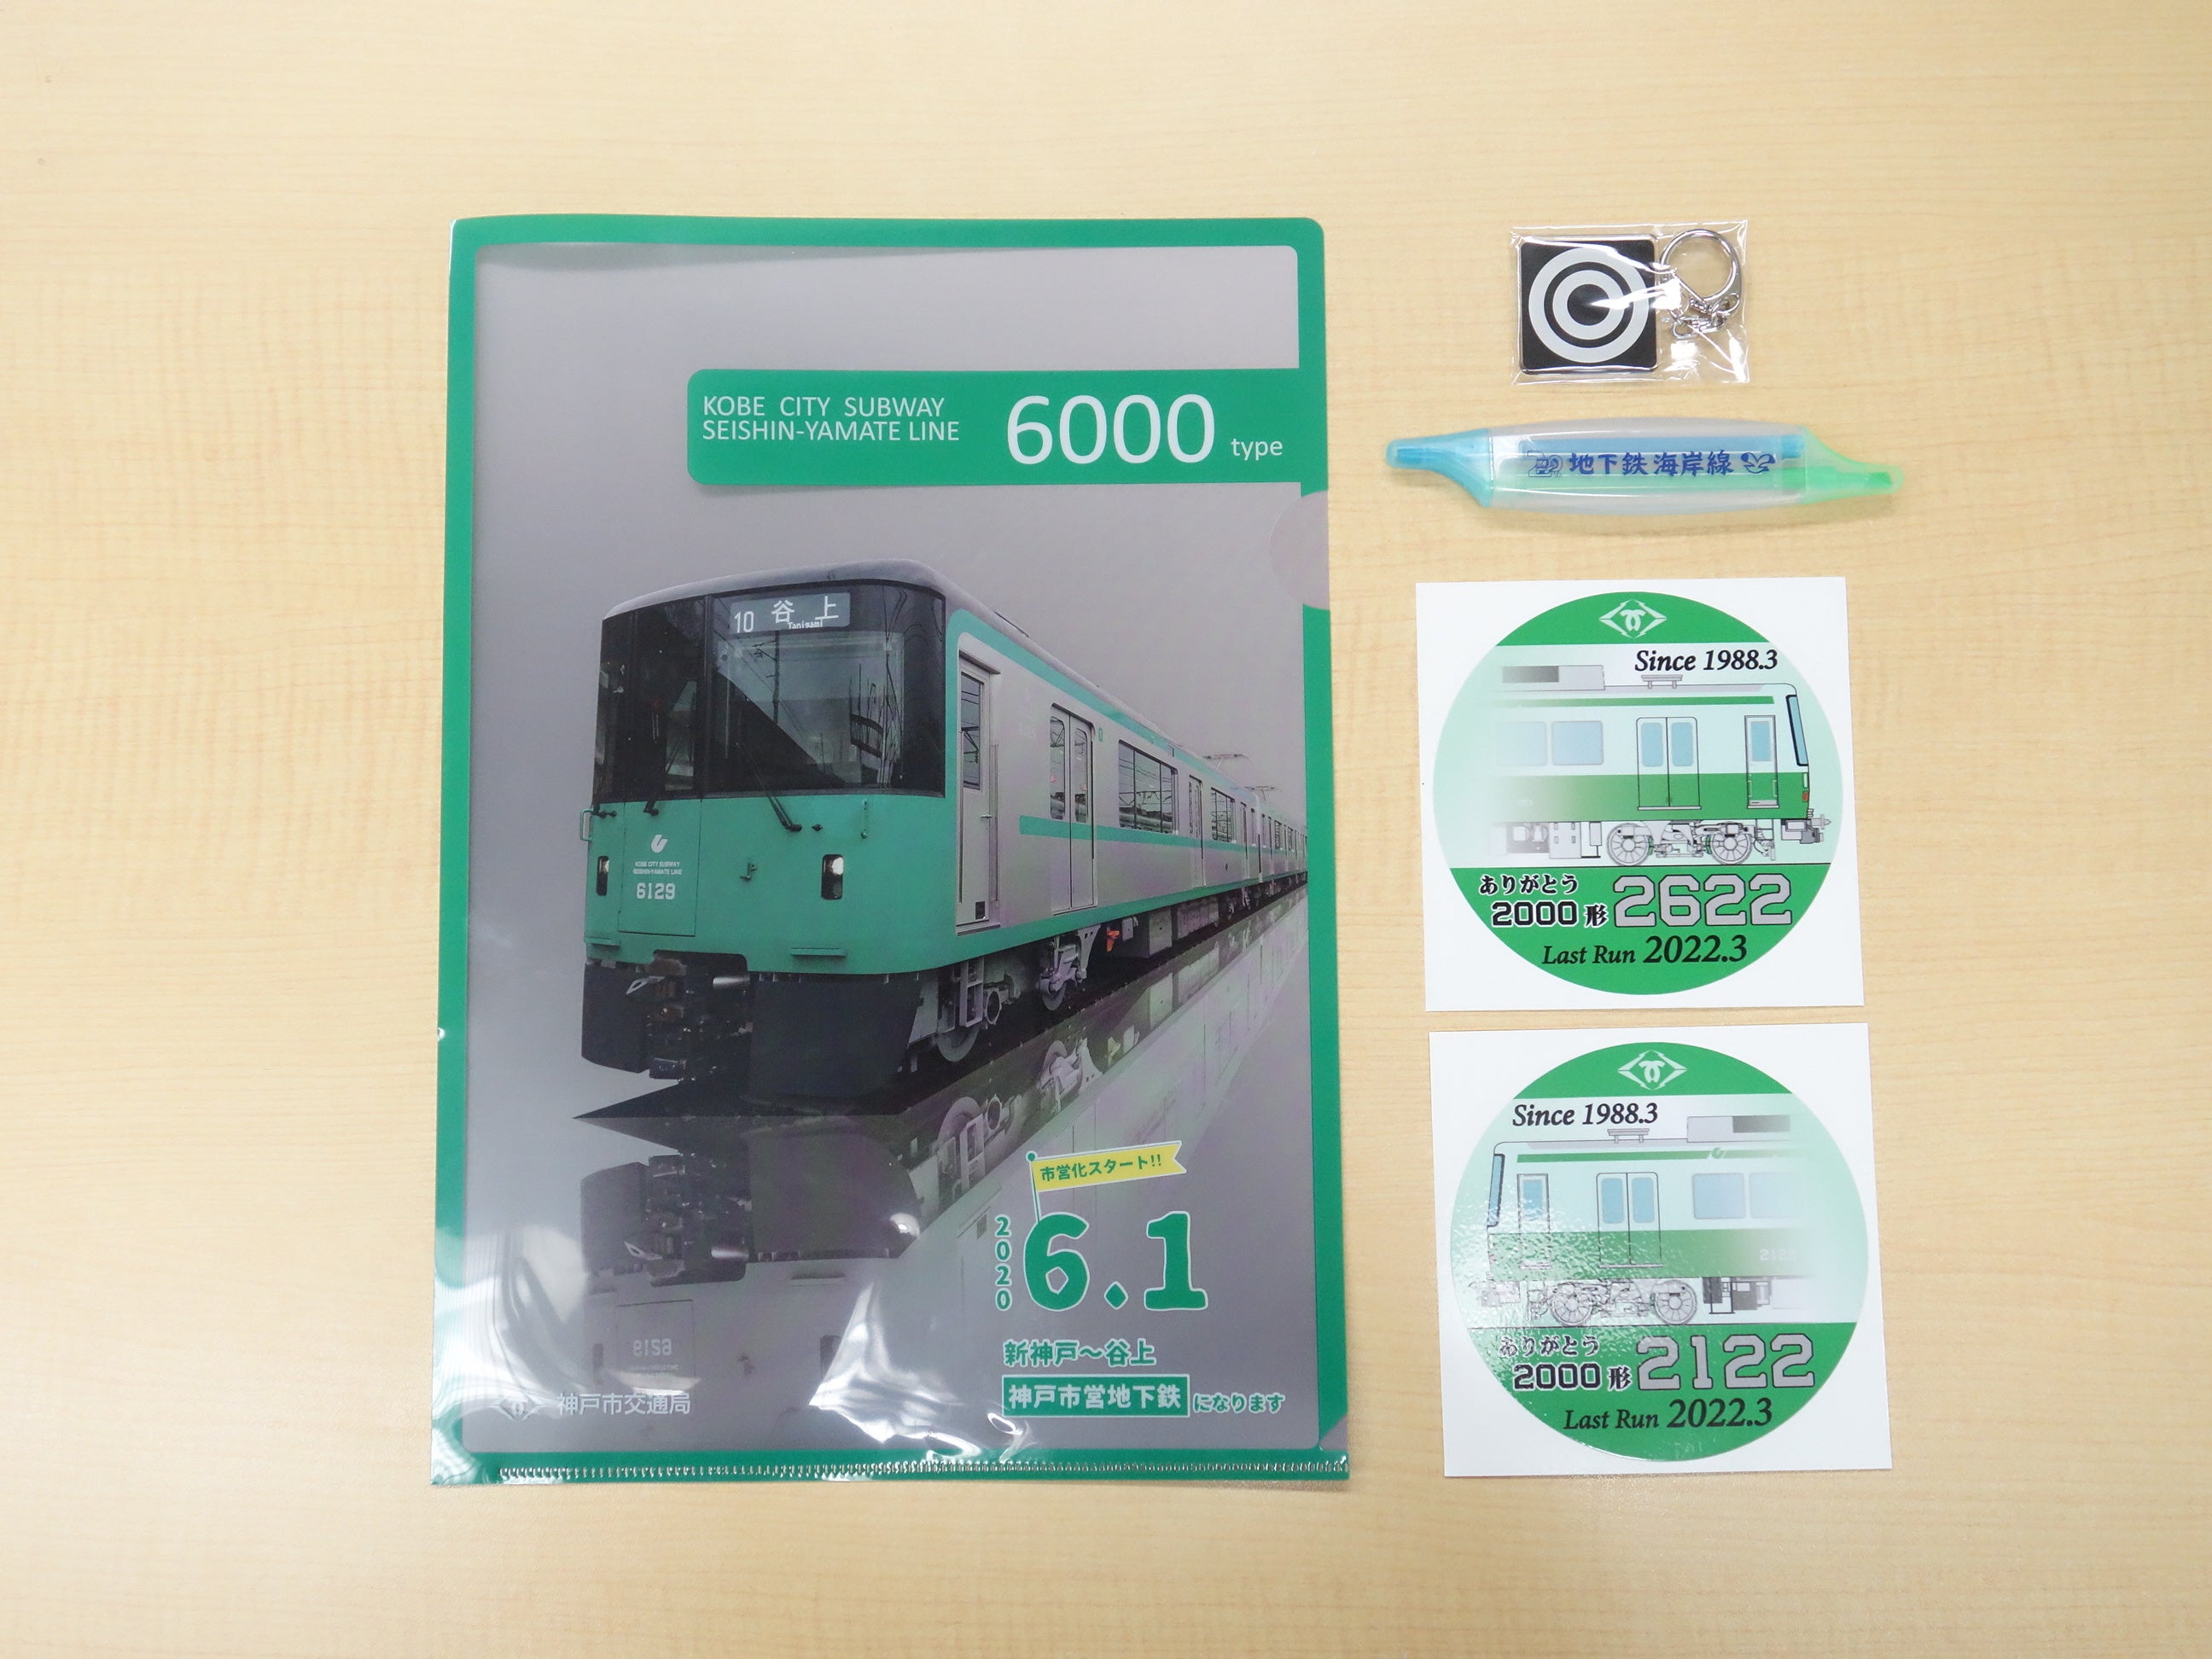 KOBE CITY SUBWAY
SEISHIN-YAMATE LINE
6000 type
10 谷上
Tanigami
KOBE CITY SUBWAY
SEISHIN-YAMATE LINE
6129
市営化スタート!!
2020
6.1
新神戸～谷上
神戸市営地下鉄になります
神戸市交通局
地下鉄海岸線
Since 1988.3
ありがとう
2000形 2622
Last Run 2022.3
Since 1988.3
2122
ありがとう
2000形 2122
Last Run 2022.3